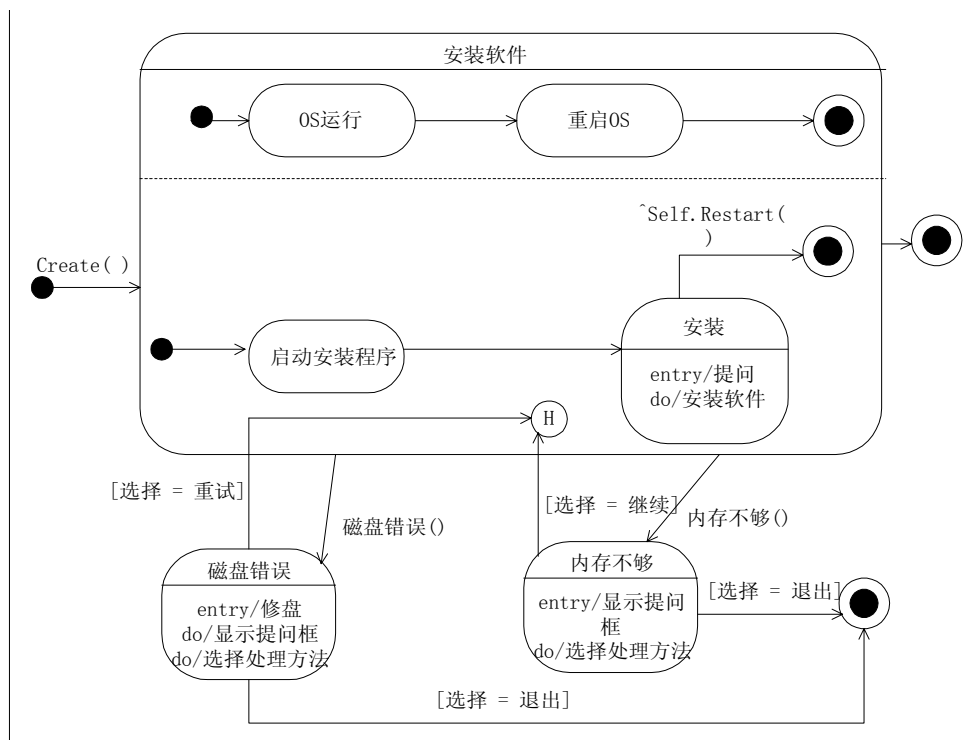 安装软件
OS运行
重启OS
^Self.Restart(
)
Create( )
安装
启动安装程序
entry/提问
do/安装软件
H
[选择 = 重试]
[选择 = 继续]
内存不够()
磁盘错误()
磁盘错误
内存不够
[选择 = 退出]
entry/修盘
do/显示提问框
do/选择处理方法
entry/显示提问
框
do/选择处理方法
[选择 = 退出]